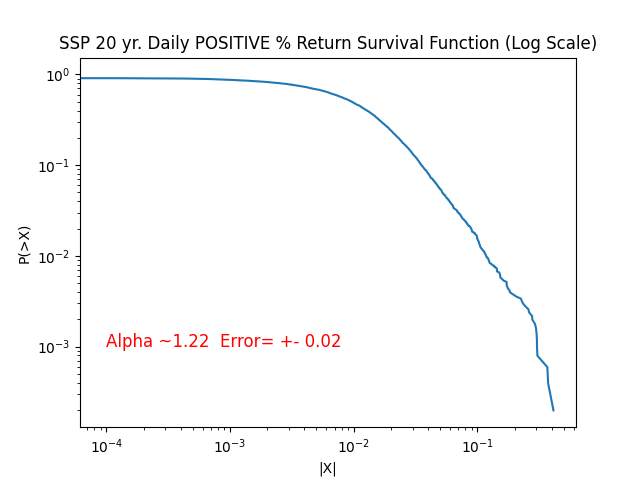 SSP 20 yr. Daily POSITIVE % Return Survival Function (Log Scale)
P(>X)
10^0
10^-1
10^-2
10^-3
Alpha ~1.22  Error= +- 0.02
10^-4
10^-3
10^-2
10^-1
|X|